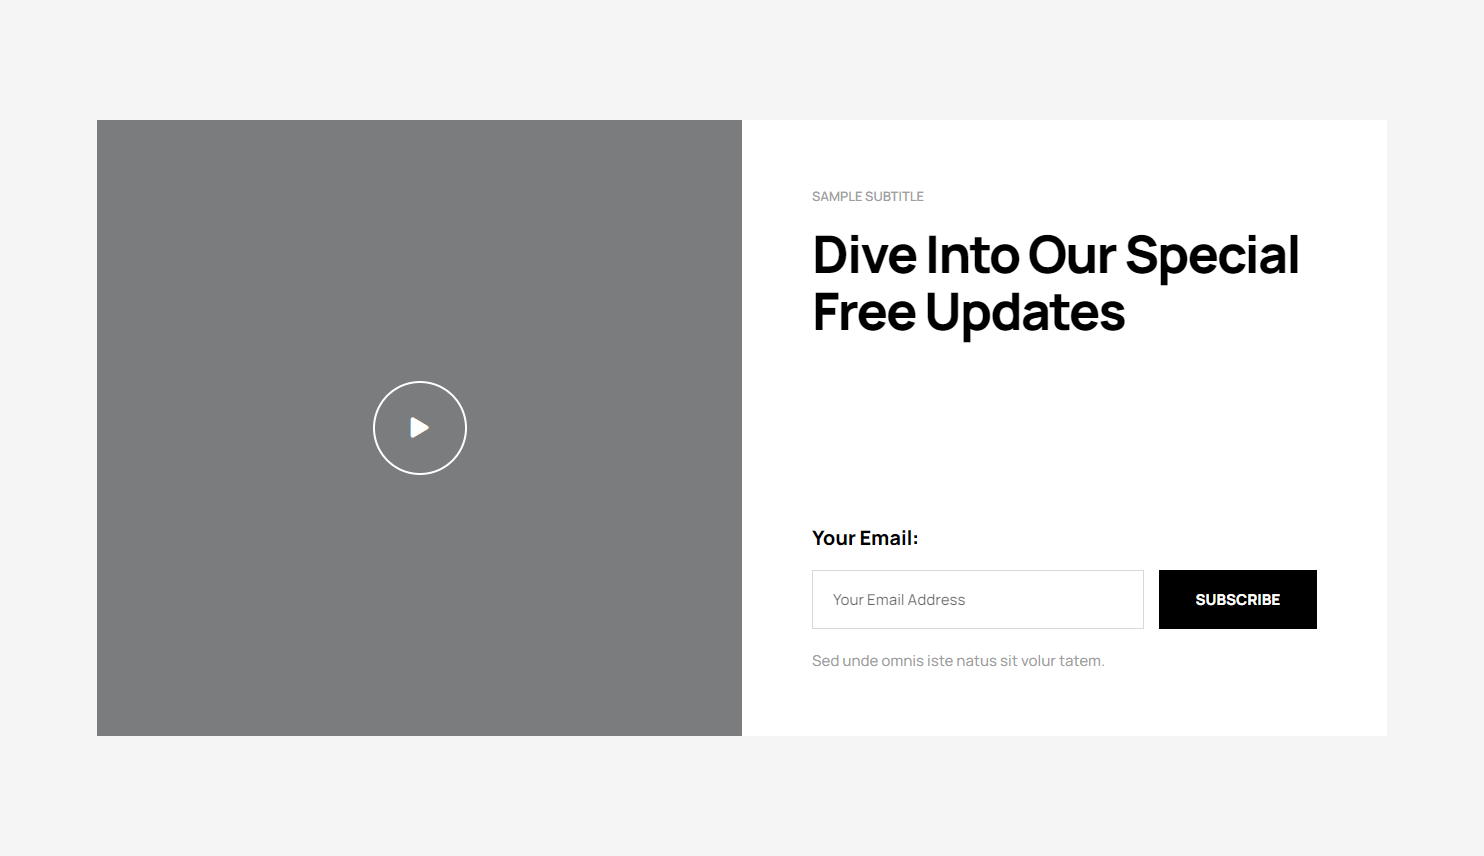 SAMPLE SUBTITLE
Dive Into Our Special
Free Updates
Your Email:
Your Email Address
SUBSCRIBE
Sed unde omnis iste natus sit volur tatem.